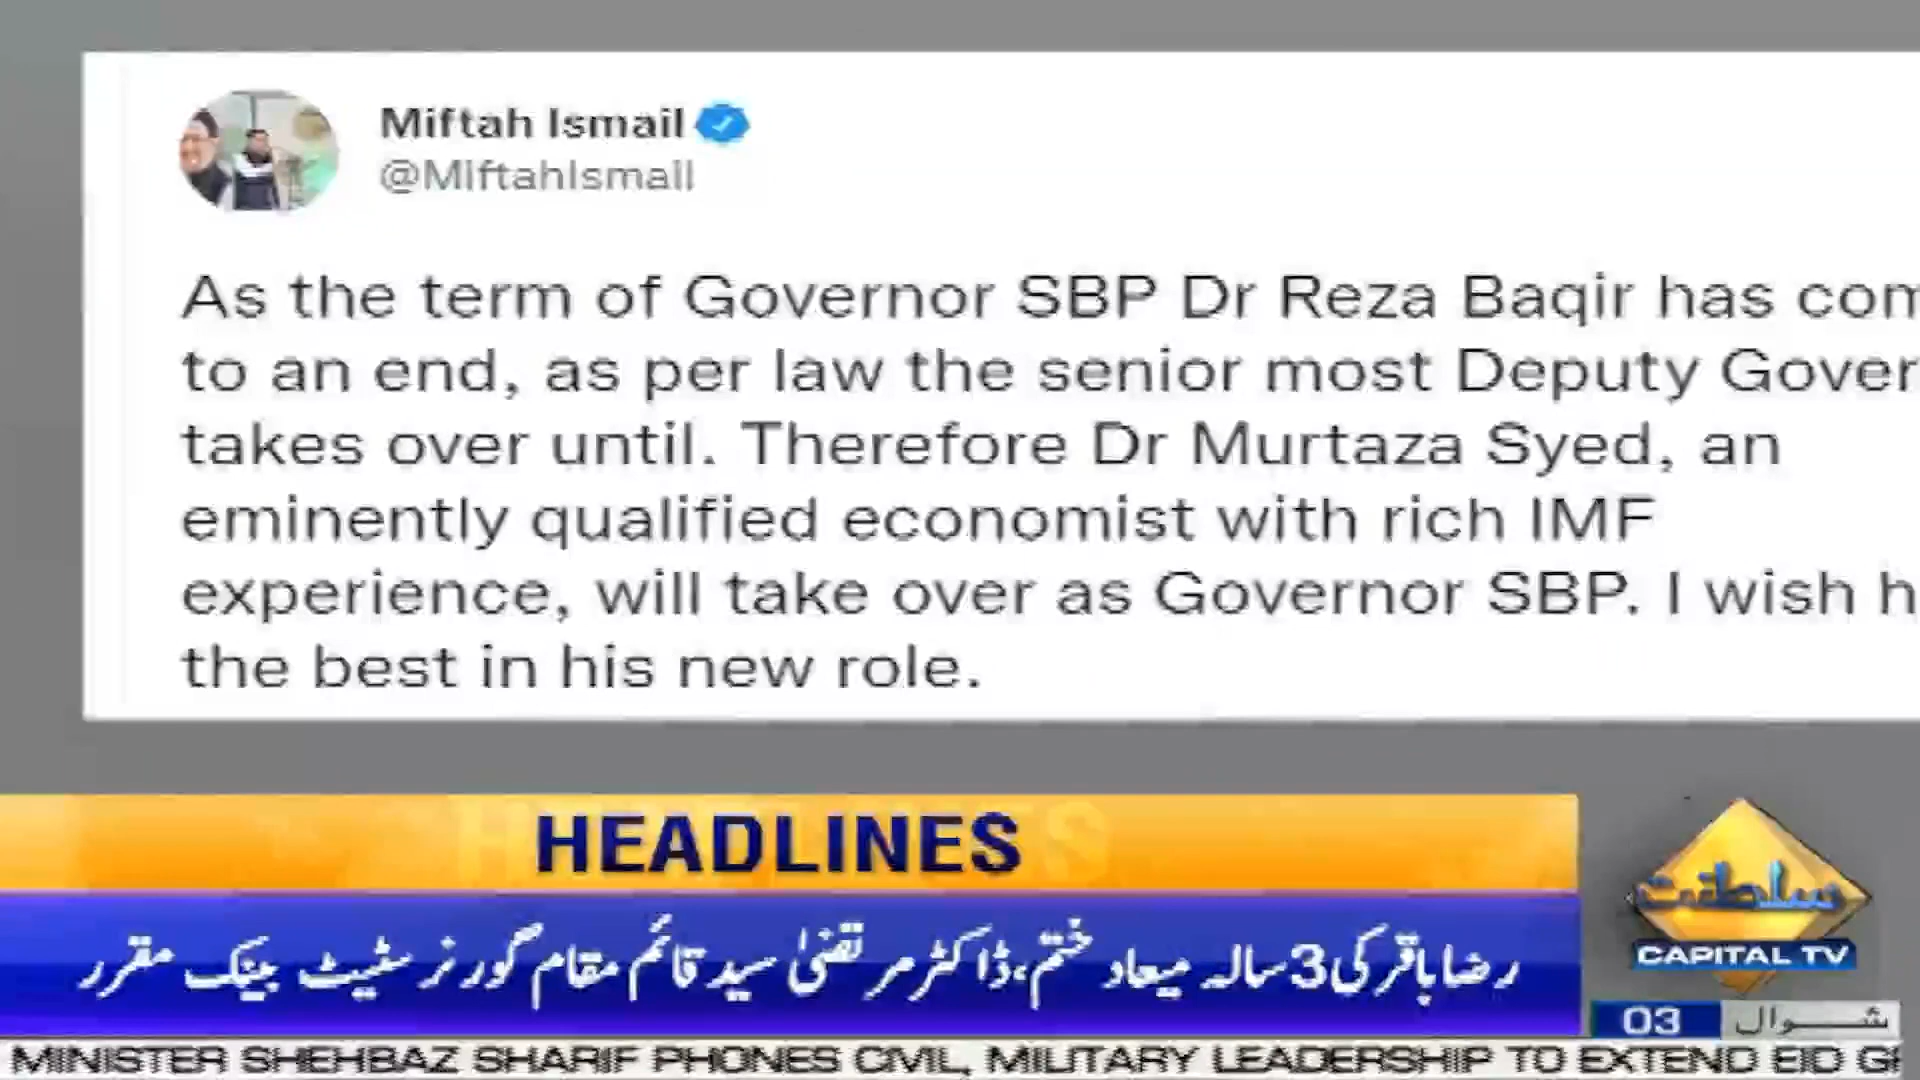 Miftah Ismail
@MiftahIsmail
As the term of Governor SBP Dr Reza Baqir has com
to an end, as per law the senior most Deputy Gover
takes over until. Therefore Dr Murtaza Syed, an
eminently qualified economist with rich IMF
experience, will take over as Governor SBP. I wish h
the best in his new role.
HEADLINES
رضا باقر کی 3 سالہ میعاد ختم، ڈاکٹر مرتضیٰ سید قائم مقام گورنر سٹیٹ بینک مقرر
سلطنت
CAPITAL TV
03 شوال
MINISTER SHEHBAZ SHARIF PHONES CIVIL, MILITARY LEADERSHIP TO EXTEND EID